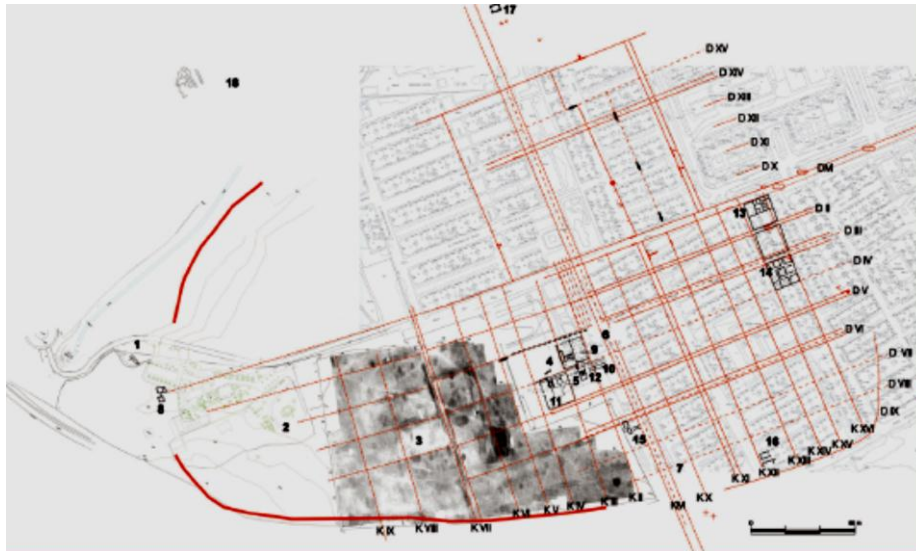 17
18
D XV
D XIV
D XIII
D XII
D XI
D X
DM
13
D II
D III
14
D IV
D V
1
6
D VI
4
9
10
5
12
D VII
8
11
D VIII
2
3
15
D IX
K XVI
7
16
K XV
K XIV
K XIII
K XII
K XI
K X
KM
K II
K III
K IV
K V
K VI
K VII
K VIII
K IX
0